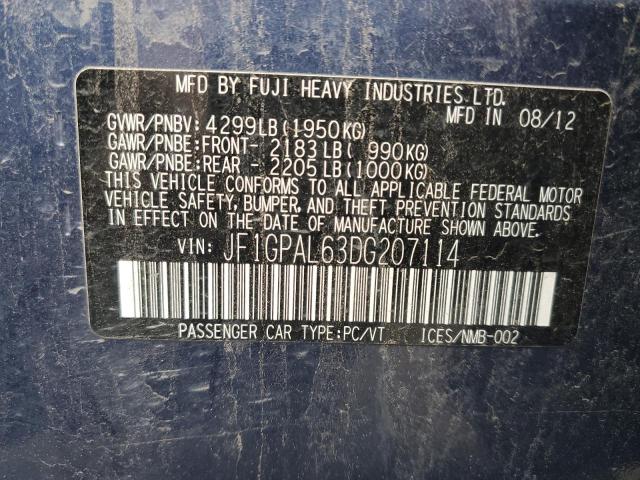 MFD BY FUJI HEAVY INDUSTRIES LTD.
MFD IN 08/12
GVWR/PNBV: 4299LB (1950KG)
GAWR/PNBE:FRONT- 2183LB ( 990KG)
GAWR/PNBE:REAR - 2205LB (1000KG)
THIS VEHICLE CONFORMS TO ALL APPLICABLE FEDERAL MOTOR
VEHICLE SAFETY, BUMPER, AND THEFT PREVENTION STANDARDS
IN EFFECT ON THE DATE OF MANUFACTURE SHOWN ABOVE.
VIN: JF1GPAL63DG207114
PASSENGER CAR TYPE:PC/VT ICES/NMB-002